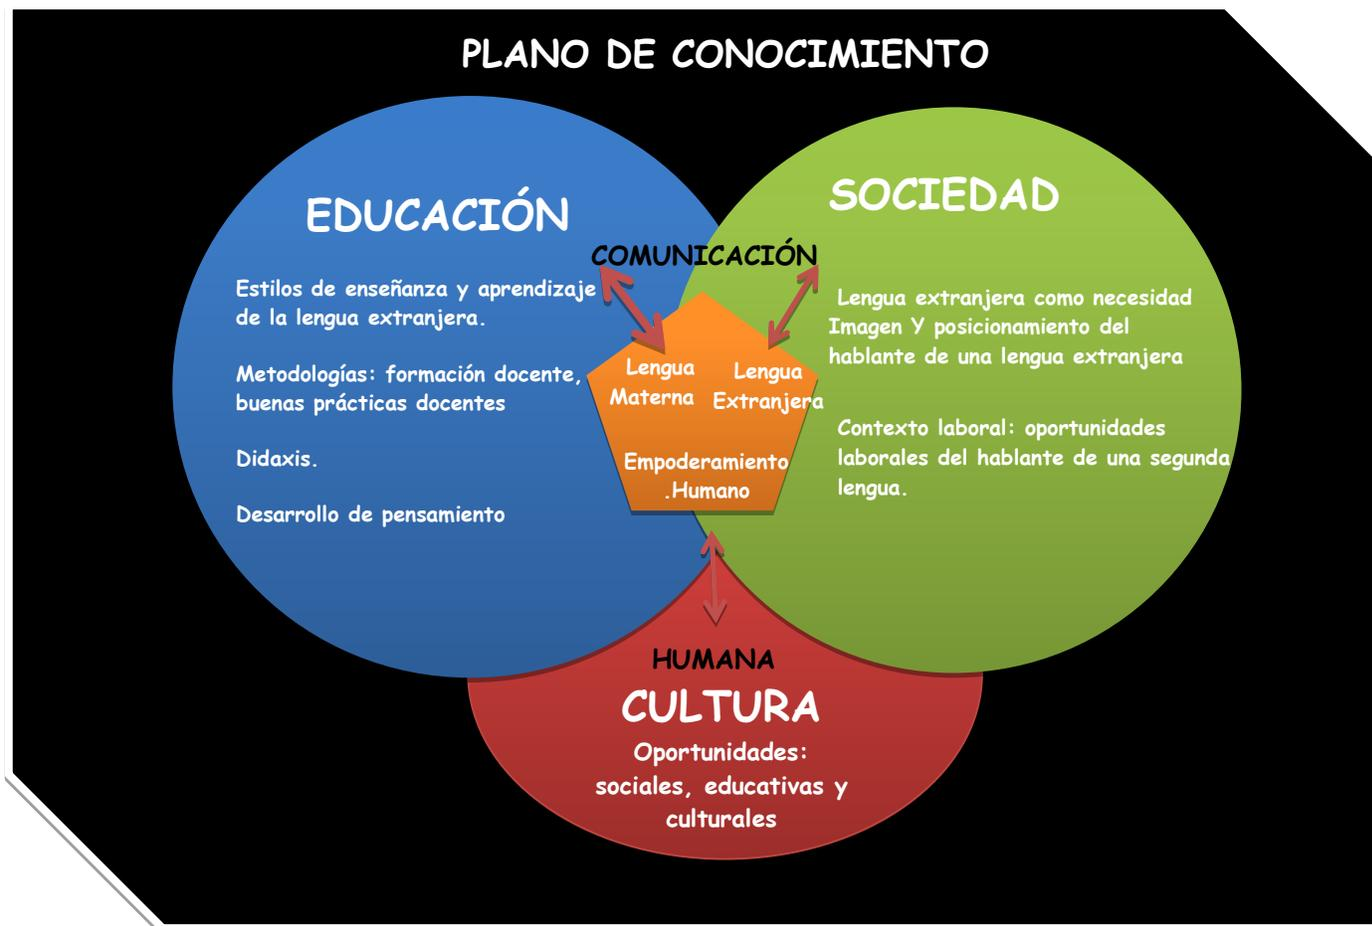 PLANO DE CONOCIMIENTO
EDUCACIÓN
Estilos de enseñanza y aprendizaje
de la lengua extranjera.
Metodologías: formación docente,
buenas prácticas docentes
Didaxis.
Desarrollo de pensamiento
COMUNICACIÓN
Lengua
Materna
Lengua
Extranjera
Empoderamiento
.Humano
SOCIEDAD
Lengua extranjera como necesidad
Imagen Y posicionamiento del
hablante de una lengua extranjera
Contexto laboral: oportunidades
laborales del hablante de una segunda
lengua.
HUMANA
CULTURA
Oportunidades:
sociales, educativas y
culturales